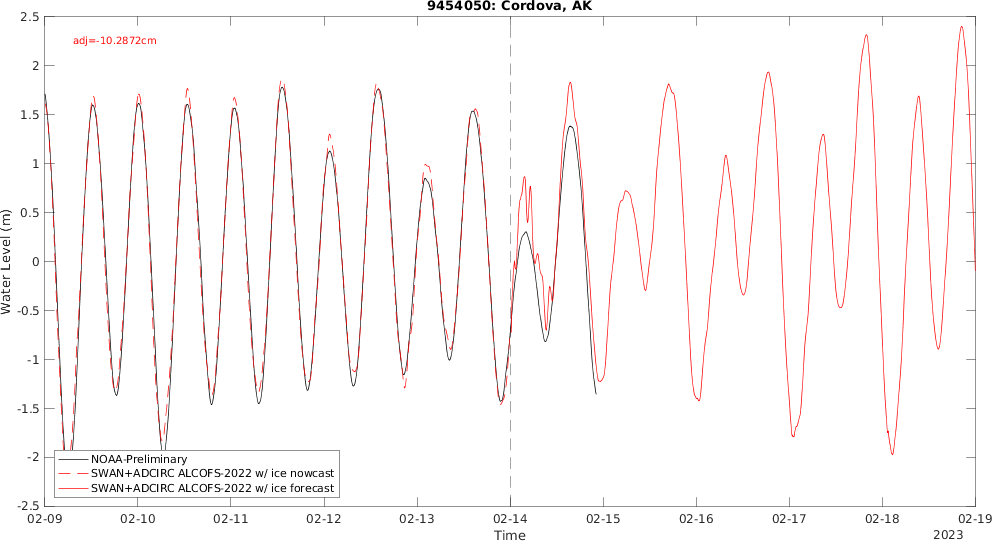 9454050: Cordova, AK
adj=-10.2872cm
Water Level (m)
2.5
2
1.5
1
0.5
0
-0.5
-1
-1.5
-2
-2.5
NOAA-Preliminary
SWAN+ADCIRC ALCOFS-2022 w/ ice nowcast
SWAN+ADCIRC ALCOFS-2022 w/ ice forecast
02-09 02-10 02-11 02-12 02-13 02-14 02-15 02-16 02-17 02-18 02-19
Time
2023